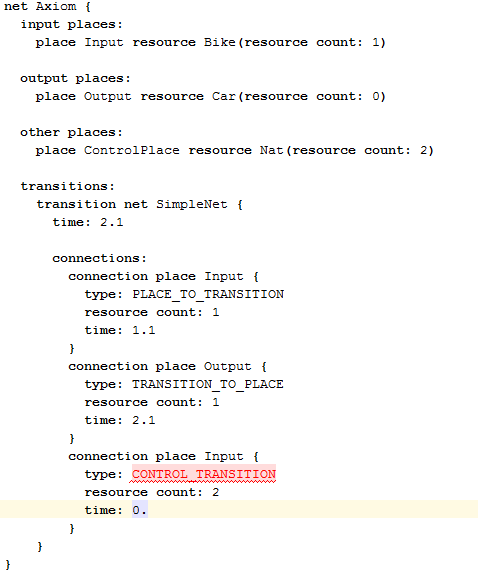 net Axiom {
input places:
place Input resource Bike(resource count: 1)
output places:
place Output resource Car(resource count: 0)
other places:
place ControlPlace resource Nat(resource count: 2)
transitions:
transition net SimpleNet {
time: 2.1
connections:
connection place Input {
type: PLACE_TO_TRANSITION
resource count: 1
time: 1.1
}
connection place Output {
type: TRANSITION_TO_PLACE
resource count: 1
time: 2.1
}
connection place Input {
type: CONTROL_TRANSITION
resource count: 2
time: 0.
}
}
}